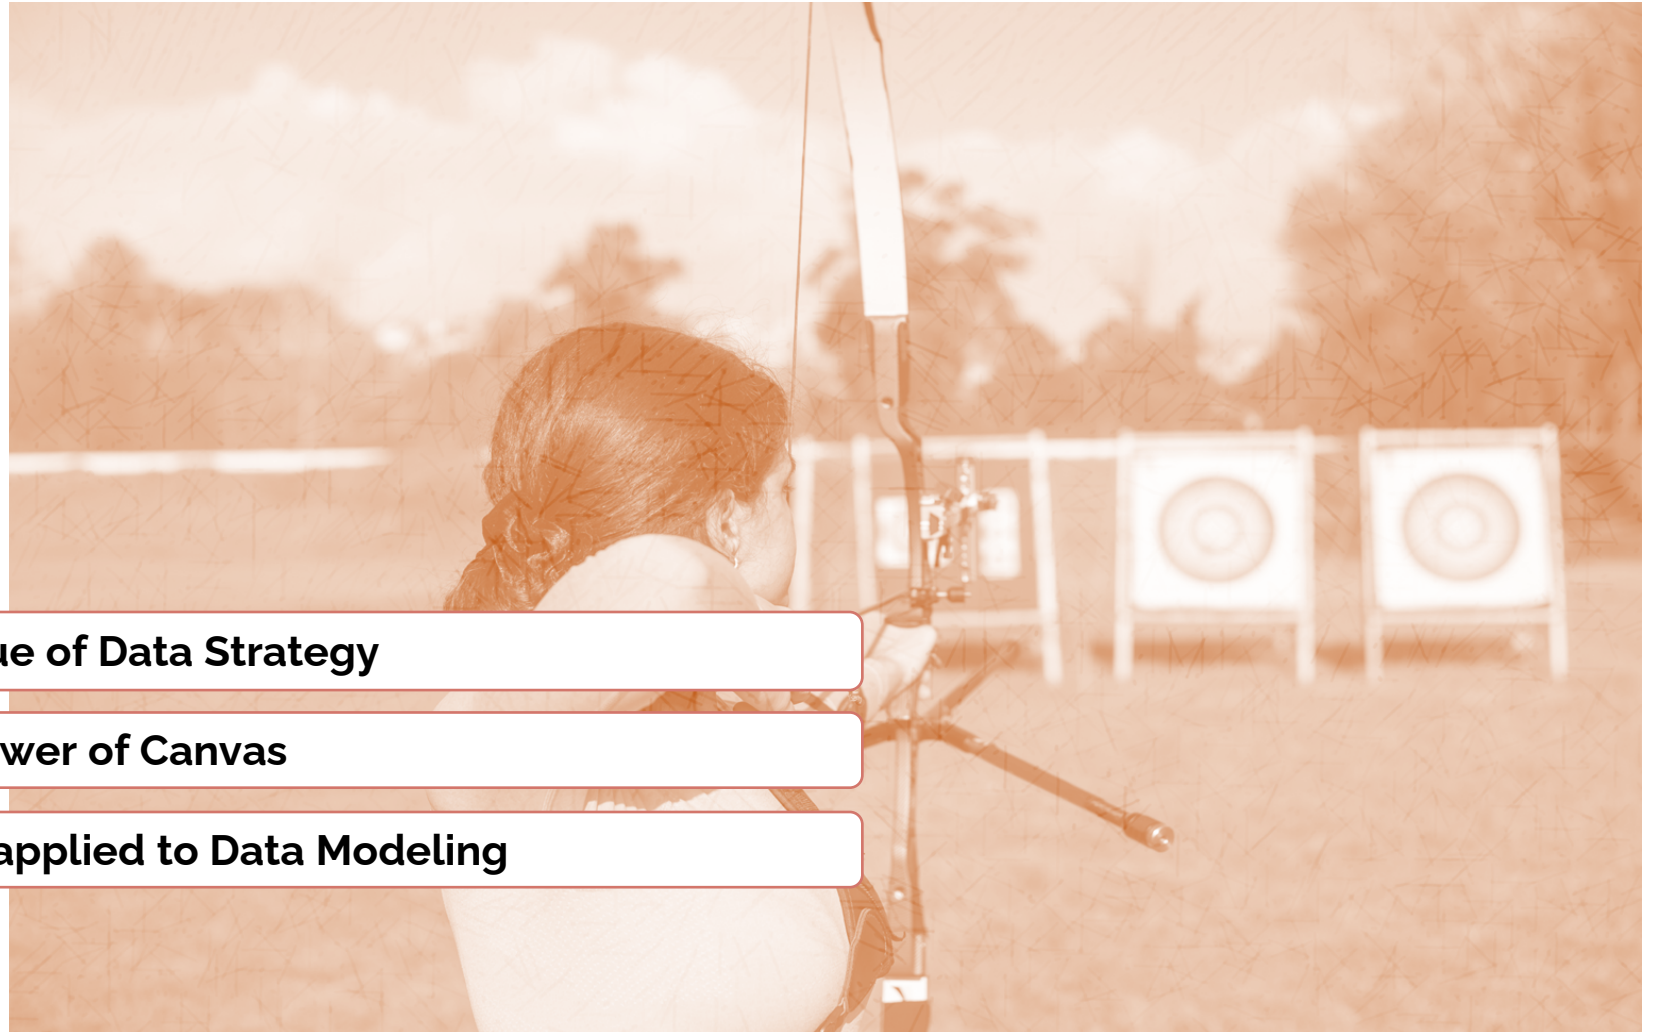 ue of Data Strategy
wer of Canvas
applied to Data Modeling